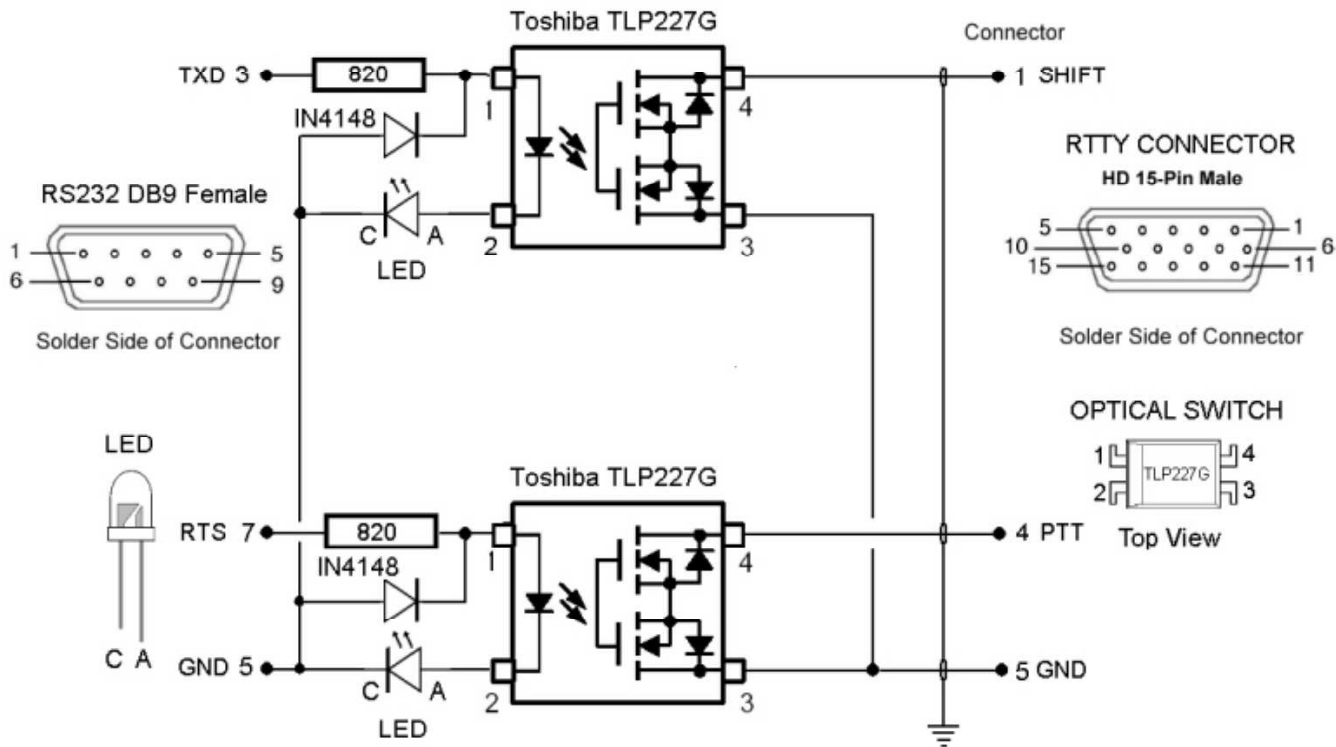 Toshiba TLP227G
Connector
TXD 3
820
1
4
1 SHIFT
IN4148
RTTY CONNECTOR
HD 15-Pin Male
RS232 DB9 Female
5
1
10
6
15
11
1
5
6
9
C A
2
3
LED
Solder Side of Connector
Solder Side of Connector
OPTICAL SWITCH
LED
1
4
TLP227G
2
3
Top View
Toshiba TLP227G
RTS 7
820
1
4
4 PTT
IN4148
C A
GND 5
C A
2
3
5 GND
LED